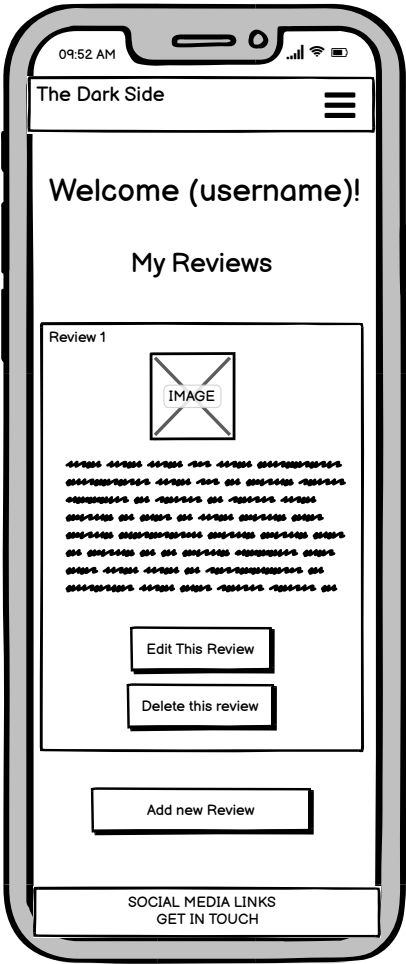 09:52 AM
The Dark Side
Welcome (username)!
My Reviews
Review 1
IMAGE
Edit This Review
Delete this review
Add new Review
SOCIAL MEDIA LINKS
GET IN TOUCH